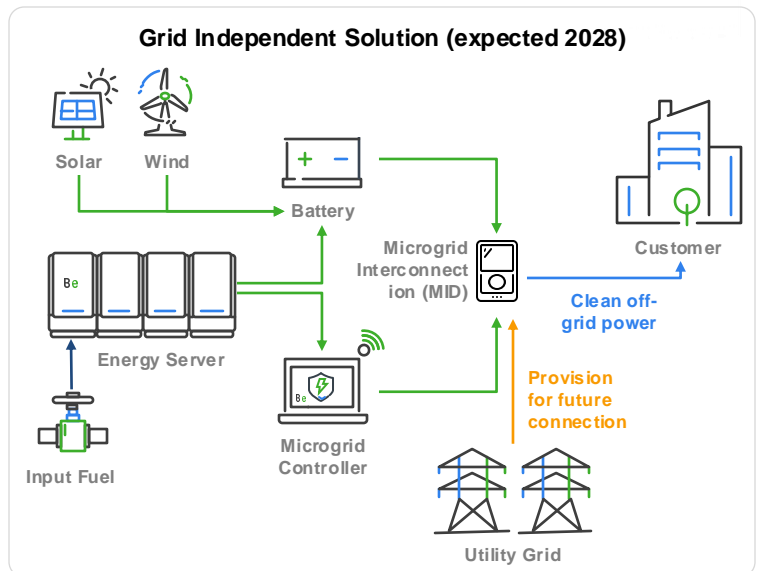 Grid Independent Solution (expected 2028)
Solar
Wind
+ −
Battery
Be
Energy Server
Input Fuel
Be
Microgrid
Controller
Microgrid
Interconnect
ion (MID)
Customer
Clean off-
grid power
Provision
for future
connection
Utility Grid